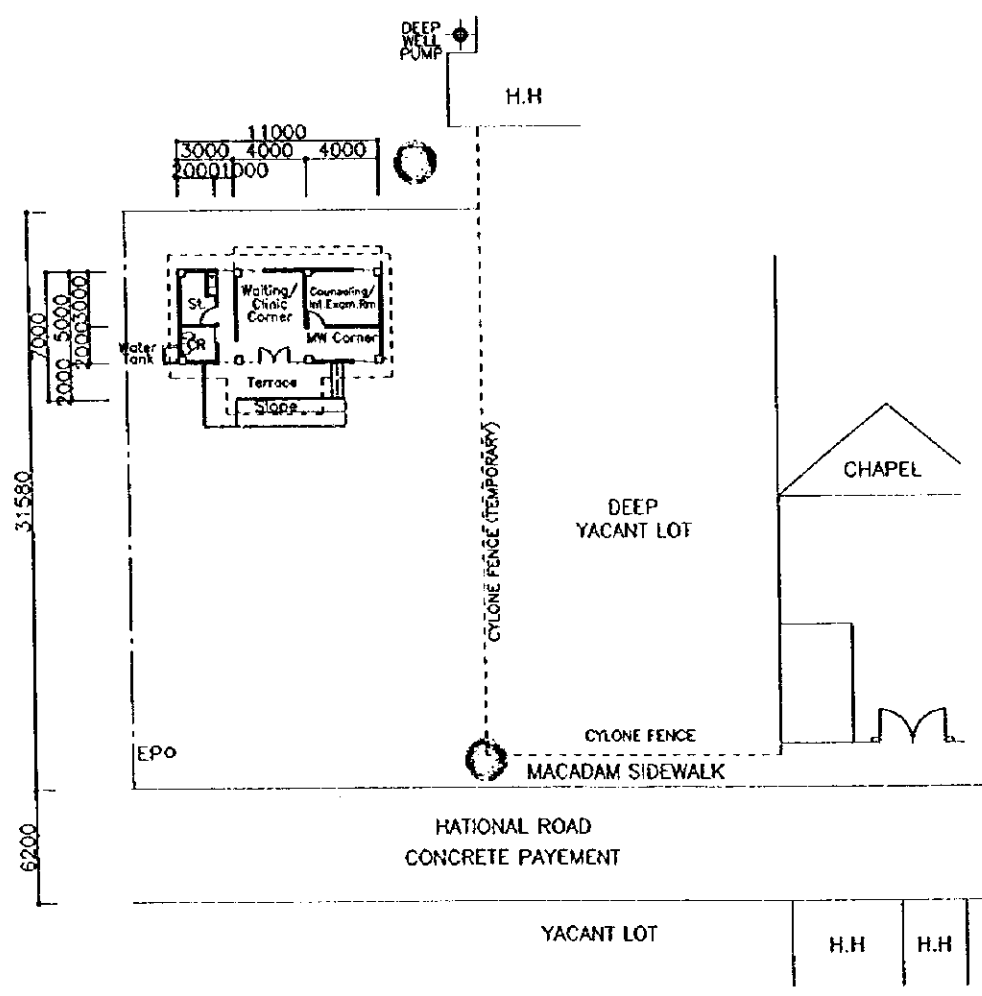 DEEP
WELL
PUMP
H.H
11000
3000 4000 4000
2000 1000
7000
5000
2000
2000 3000
St.
Waiting/
Clinic
Corner
Counseling/
Int.Exam.Rm
MW Corner
CR
Water
Tank
Terrace
Slope
31580
CYLONE FENCE (TEMPORARY)
DEEP
YACANT LOT
CHAPEL
EPO
CYLONE FENCE
MACADAM SIDEWALK
6200
HATIONAL ROAD
CONCRETE PAYEMENT
YACANT LOT
H.H
H.H